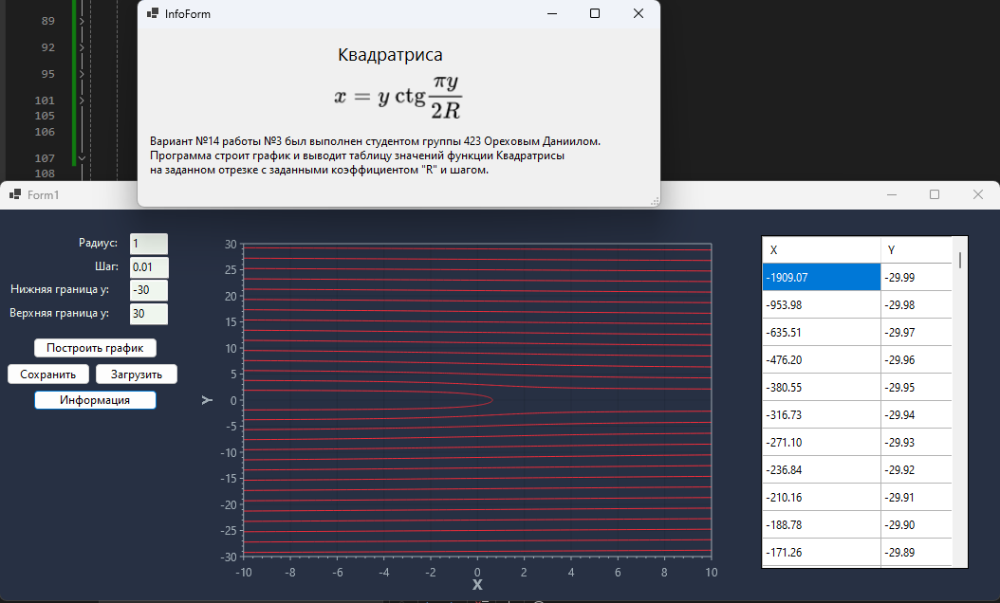 89
92
95
101
105
106
107
108
InfoForm
Квадратриса
x = y ctg πy/2R
Вариант №14 работы №3 был выполнен студентом группы 423 Ореховым Даниилом.
Программа строит график и выводит таблицу значений функции Квадратрисы
на заданном отрезке с заданными коэффициентом "R" и шагом.
Form1
Радиус: 1
Шаг: 0.01
Нижняя граница y: -30
Верхняя граница y: 30
Построить график
Сохранить Загрузить
Информация
Y
30
25
20
15
10
5
0
-5
-10
-15
-20
-25
-30
-10 -8 -6 -4 -2 0 2 4 6 8 10
X
X Y
-1909.07 -29.99
-953.98 -29.98
-635.51 -29.97
-476.20 -29.96
-380.55 -29.95
-316.73 -29.94
-271.10 -29.93
-236.84 -29.92
-210.16 -29.91
-188.78 -29.90
-171.26 -29.89